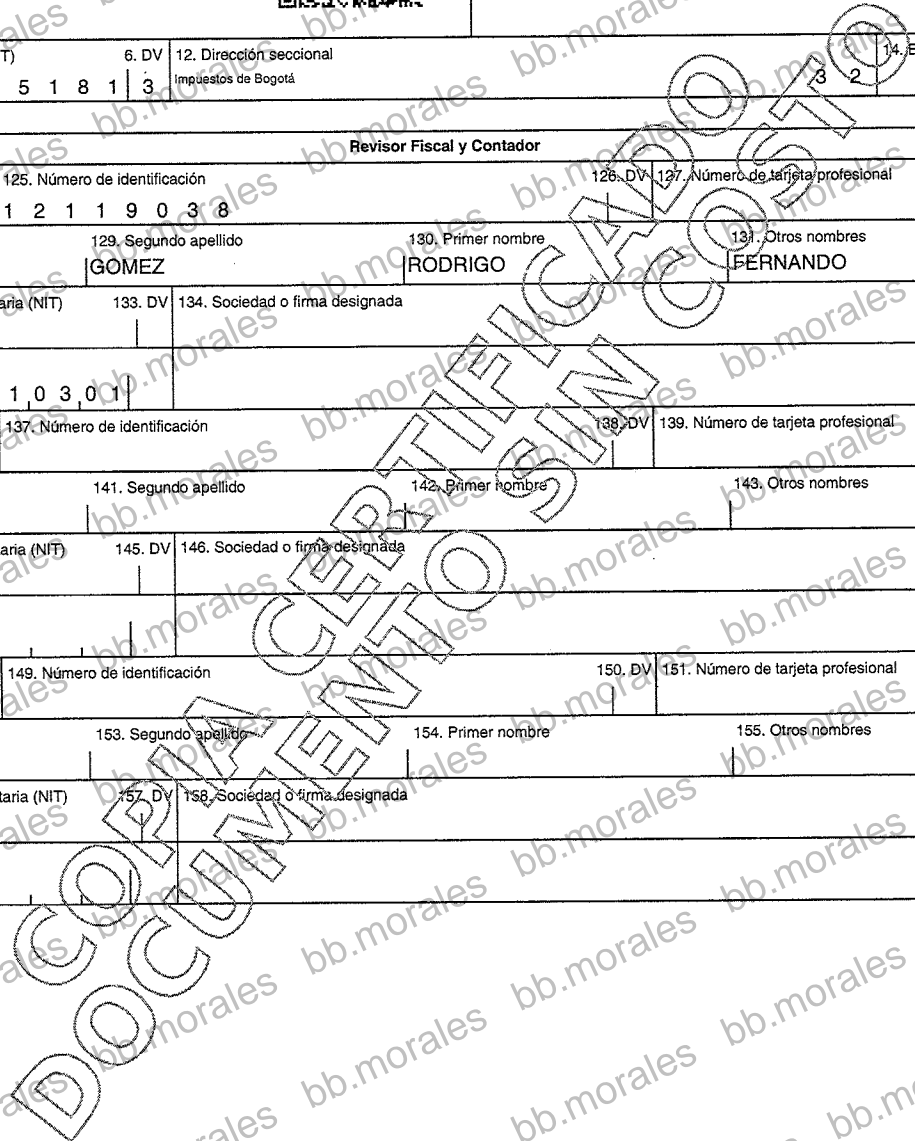 T) 6. DV 12. Dirección seccional 14. E
5 1 8 1 3 Impuestos de Bogotá 3 2
Revisor Fiscal y Contador
125. Número de identificación 126. DV 127. Número de tarjeta profesional
1 2 1 1 9 0 3 8
129. Segundo apellido 130. Primer nombre 131. Otros nombres
GOMEZ RODRIGO FERNANDO
aria (NIT) 133. DV 134. Sociedad o firma designada
1 0 3 0 1
137. Número de identificación 138. DV 139. Número de tarjeta profesional
141. Segundo apellido 142. Primer nombre 143. Otros nombres
aria (NIT) 145. DV 146. Sociedad o firma designada
149. Número de identificación 150. DV 151. Número de tarjeta profesional
153. Segundo apellido 154. Primer nombre 155. Otros nombres
taria (NIT) 157. DV 158. Sociedad o firma designada
COPIA CERTIFICADO
DOCUMENTO SIN COSTO
bb.morales